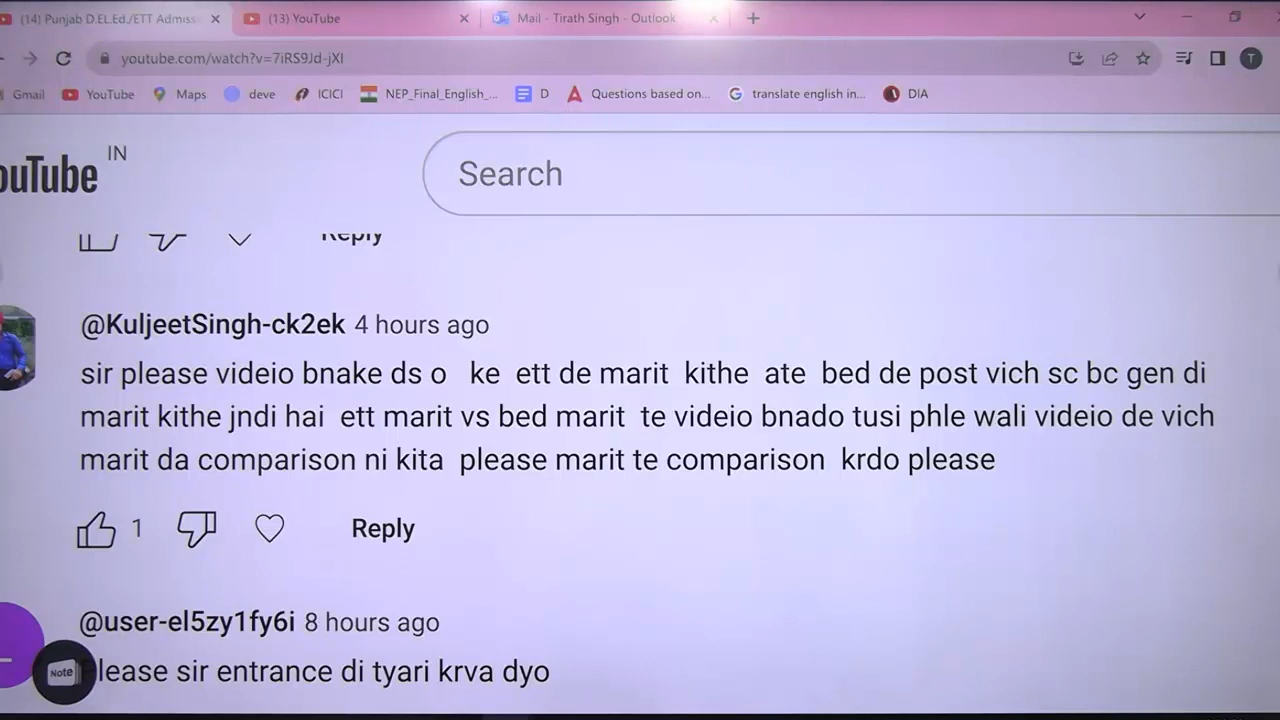 (14) Punjab D.EL.Ed./ETT Admiss
(13) YouTube
Mail - Tirath Singh - Outlook
youtube.com/watch?v=7iRS9Jd-jXI
T
Gmail
YouTube
Maps
deve
ICICI
NEP_Final_English_...
D
Questions based on...
translate english in...
DIA
ouTube IN
Search
Reply
@KuljeetSingh-ck2ek 4 hours ago
sir please videio bnake ds o ke ett de marit kithe ate bed de post vich sc bc gen di
marit kithe jndi hai ett marit vs bed marit te videio bnado tusi phle wali videio de vich
marit da comparison ni kita please marit te comparison krdo please
1
Reply
@user-el5zy1fy6i 8 hours ago
Note
Please sir entrance di tyari krva dyo